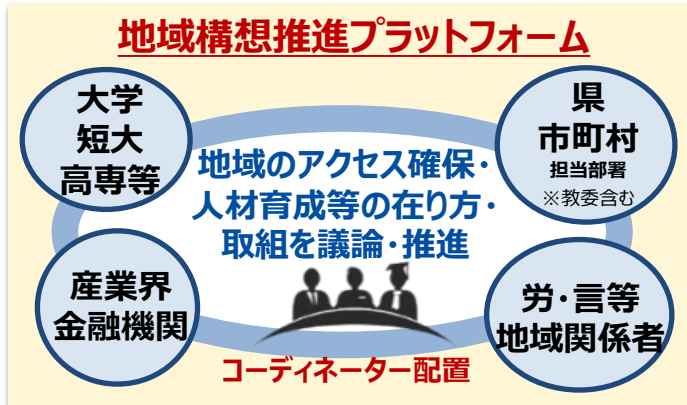 地域構想推進プラットフォーム
大学
短大
高専等
県
市町村
担当部署
※教委含む
地域のアクセス確保・
人材育成等の在り方・
取組を議論・推進
産業界
金融機関
労・言等
地域関係者
コーディネーター配置